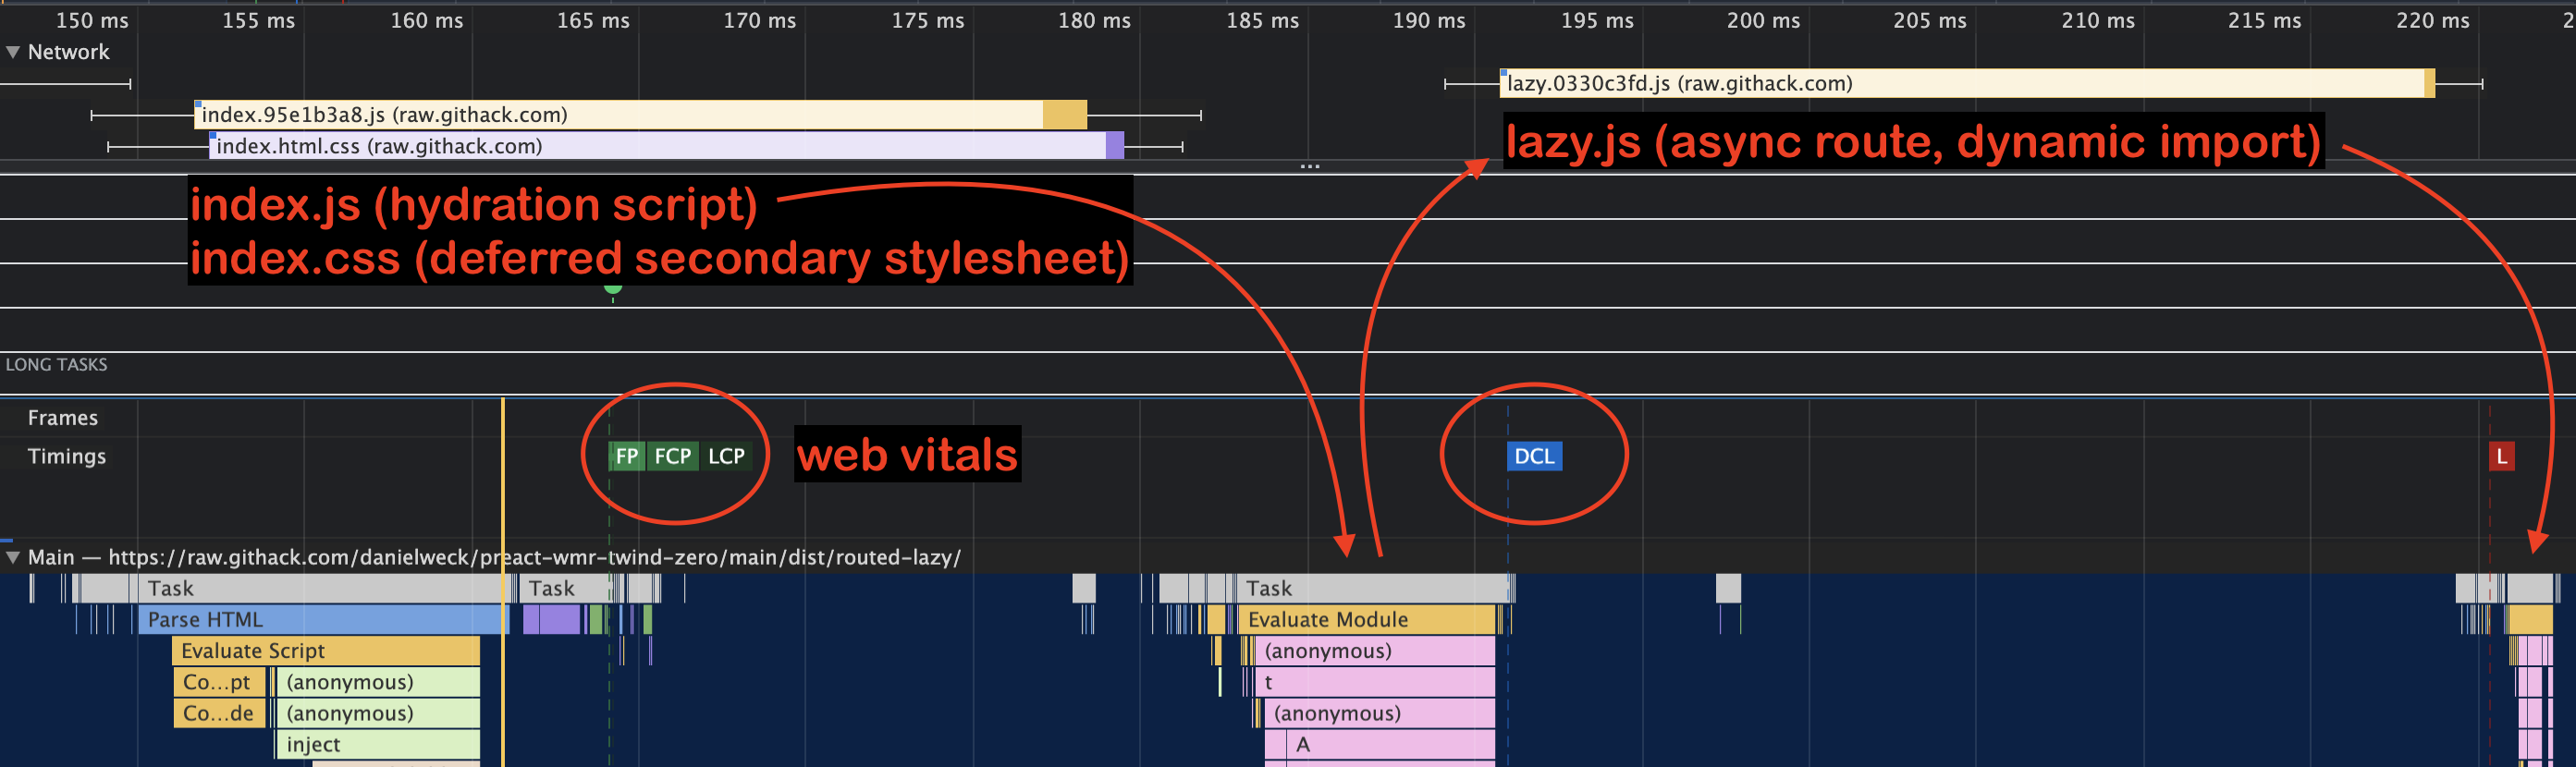 150 ms 155 ms 160 ms 165 ms 170 ms 175 ms 180 ms 185 ms 190 ms 195 ms 200 ms 205 ms 210 ms 215 ms 220 ms 2
Network
lazy.0330c3fd.js (raw.githack.com)
index.95e1b3a8.js (raw.githack.com)
index.html.css (raw.githack.com)
lazy.js (async route, dynamic import)
index.js (hydration script)
index.css (deferred secondary stylesheet)
LONG TASKS
Frames
Timings
FP FCP LCP
web vitals
DCL
L
Main — https://raw.githack.com/danielweck/preact-wmr-twind-zero/main/dist/routed-lazy/
Task Task Task
Parse HTML Evaluate Module
Evaluate Script (anonymous)
Co...pt (anonymous) t
Co...de (anonymous) (anonymous)
inject A